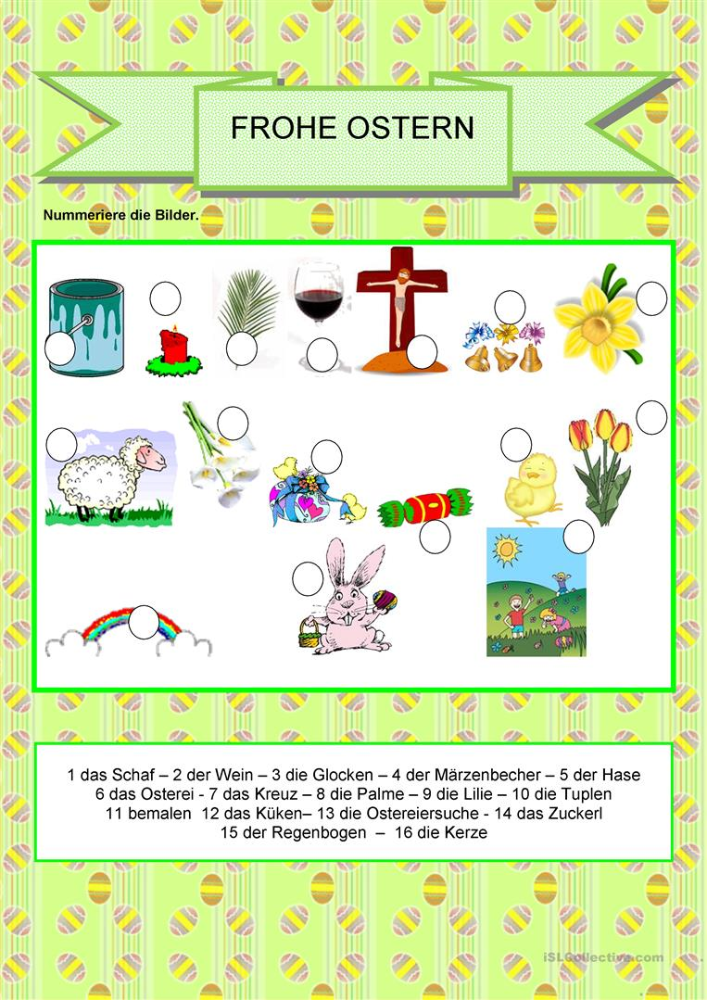 FROHE OSTERN
Nummeriere die Bilder.
1 das Schaf – 2 der Wein – 3 die Glocken – 4 der Märzenbecher – 5 der Hase
6 das Osterei - 7 das Kreuz – 8 die Palme – 9 die Lilie – 10 die Tuplen
11 bemalen 12 das Küken– 13 die Ostereiersuche - 14 das Zuckerl
15 der Regenbogen – 16 die Kerze
iSLCollective.com